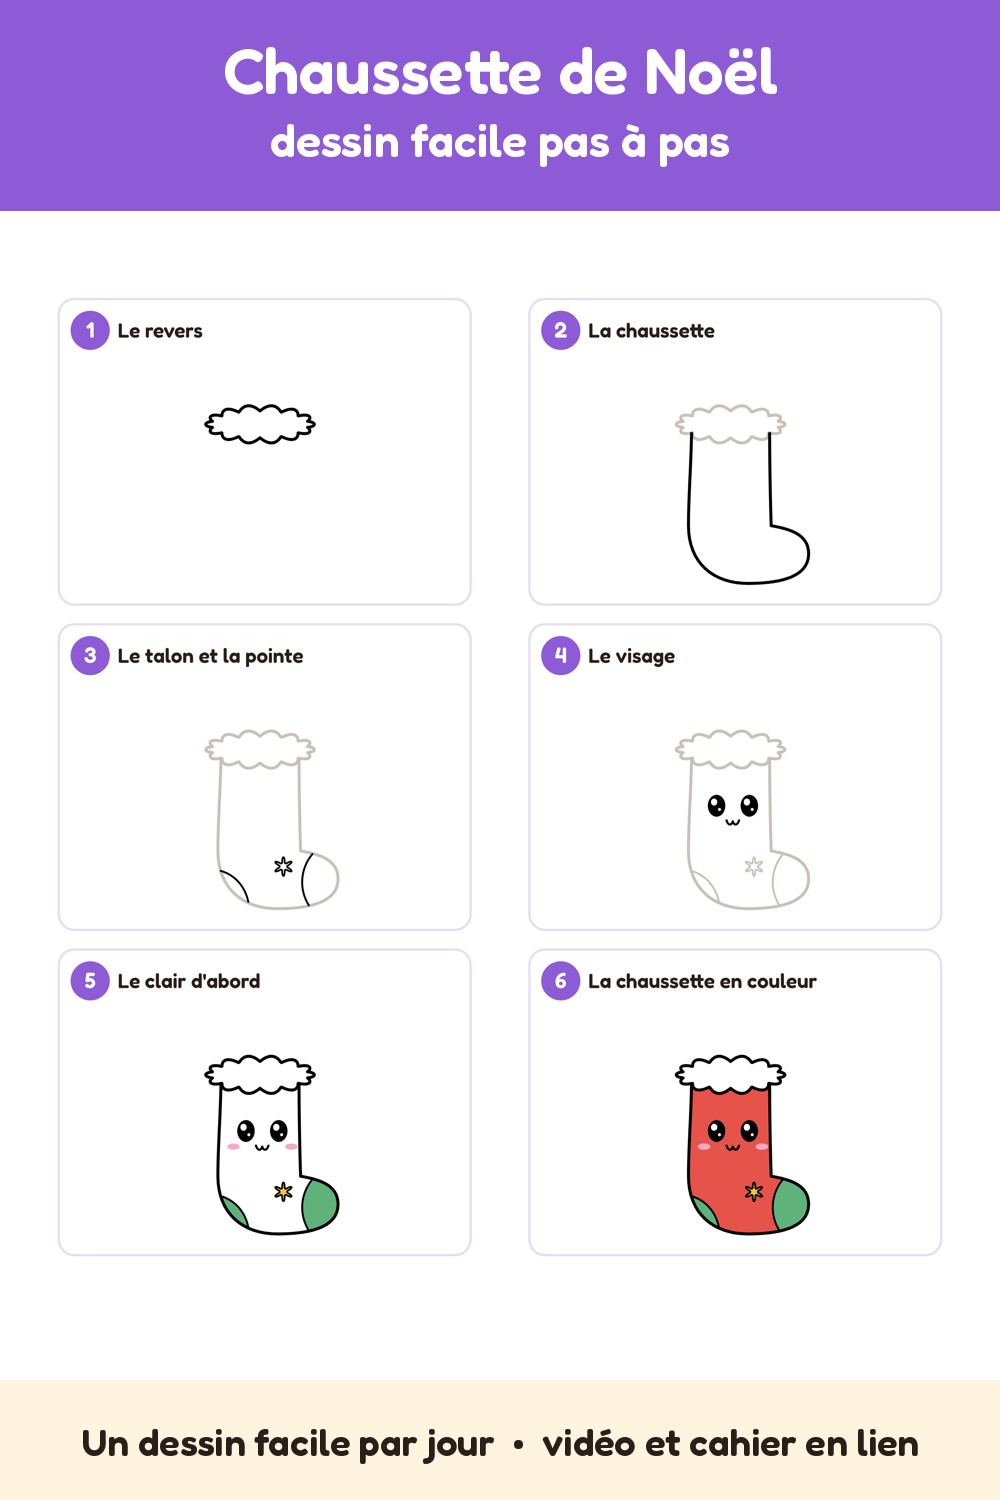 Chaussette de Noël
dessin facile pas à pas
1 Le revers
2 La chaussette
3 Le talon et la pointe
4 Le visage
5 Le clair d'abord
6 La chaussette en couleur
Un dessin facile par jour • vidéo et cahier en lien